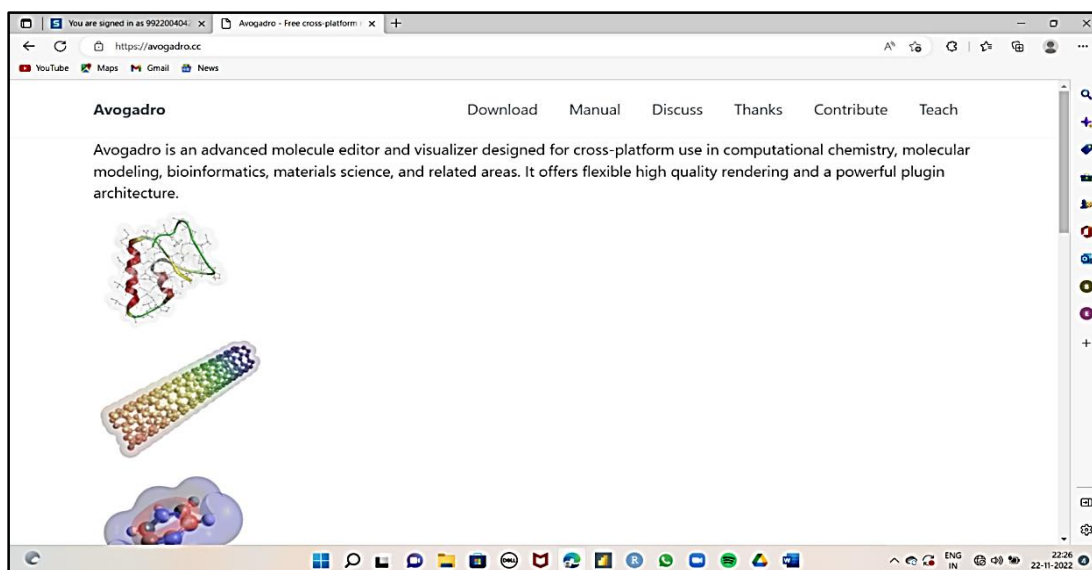 You are signed in as 99220040
Avogadro - Free cross-platform
https://avogadro.cc
YouTube Maps Gmail News
Avogadro Download Manual Discuss Thanks Contribute Teach
Avogadro is an advanced molecule editor and visualizer designed for cross-platform use in computational chemistry, molecular
modeling, bioinformatics, materials science, and related areas. It offers flexible high quality rendering and a powerful plugin
architecture.
ENG
IN
22:26
22-11-2022